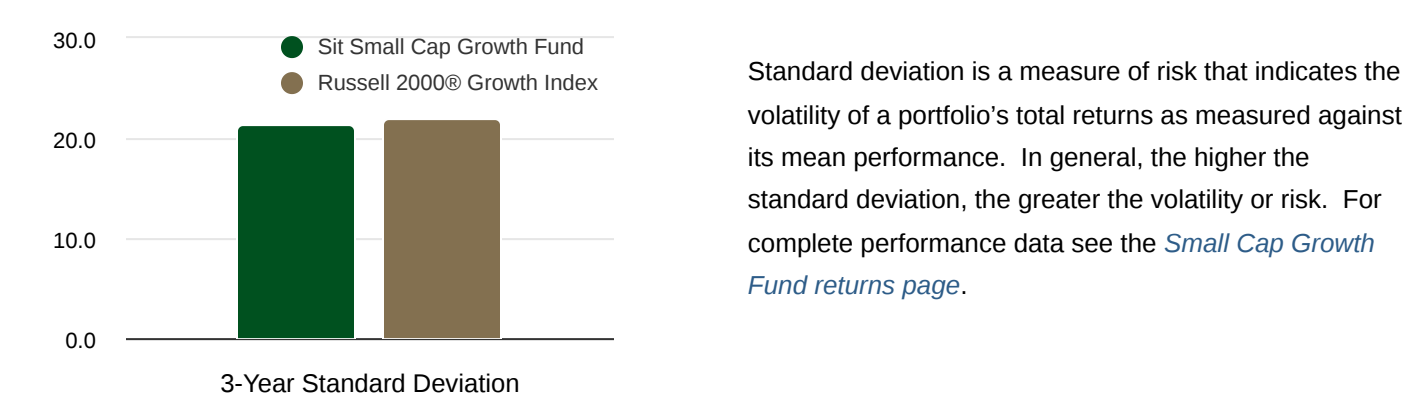 30.0
Sit Small Cap Growth Fund
Russell 2000® Growth Index
20.0
10.0
0.0
3-Year Standard Deviation
Standard deviation is a measure of risk that indicates the
volatility of a portfolio’s total returns as measured against
its mean performance.  In general, the higher the
standard deviation, the greater the volatility or risk.  For
complete performance data see the Small Cap Growth
Fund returns page.